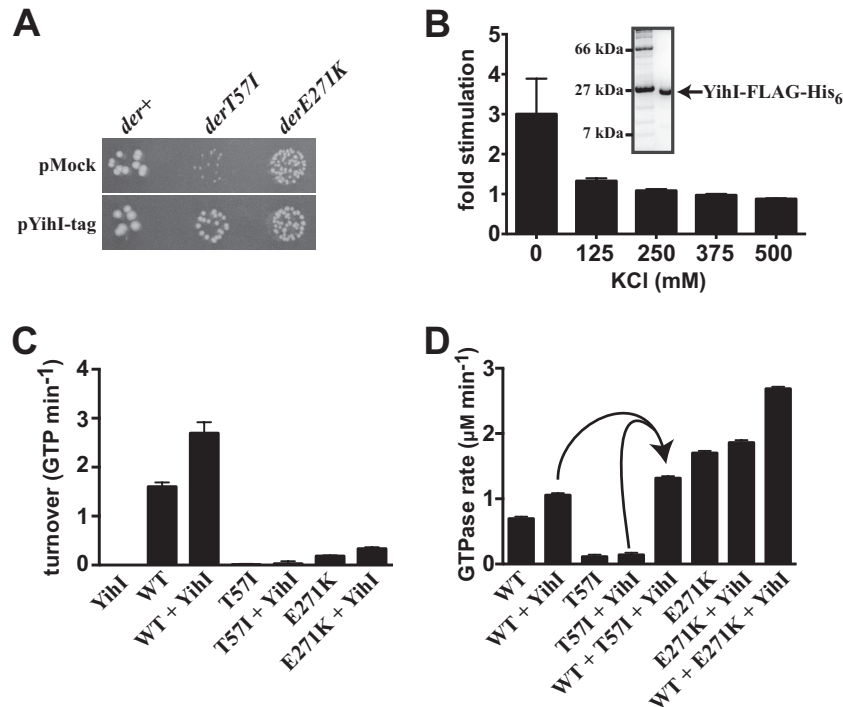 A
der+
derT57I
derE271K
pMock
pYihI-tag
B
fold stimulation
5
4
3
2
1
0
0 125 250 375 500
KCl (mM)
66 kDa
27 kDa
7 kDa
YihI-FLAG-His6
C
turnover (GTP min-1)
4
3
2
1
0
YihI
WT
WT + YihI
T57I
T57I + YihI
E271K
E271K + YihI
D
GTPase rate (µM min-1)
3
2
1
0
WT
WT + YihI
T57I
T57I + YihI
WT + T57I + YihI
E271K
E271K + YihI
WT + E271K + YihI